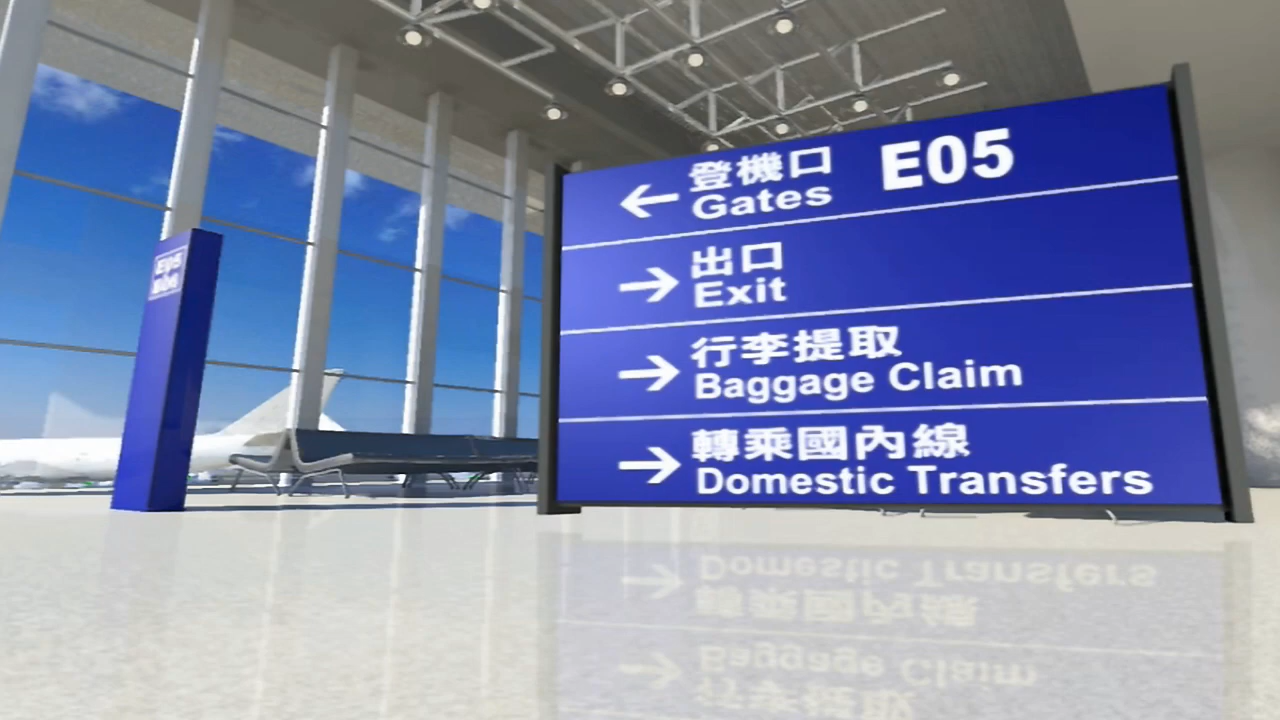 登機口 E05
Gates
出口
Exit
行李提取
Baggage Claim
轉乘國內線
Domestic Transfers